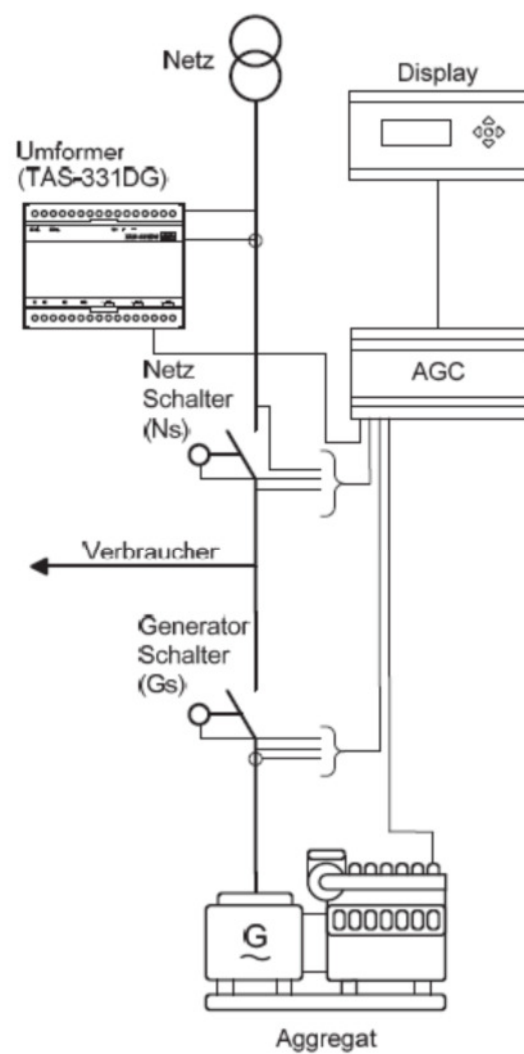 Netz
Display
Umformer
(TAS-331DG)
AGC
Netz
Schalter
(Ns)
Verbraucher
Generator
Schalter
(Gs)
G
Aggregat